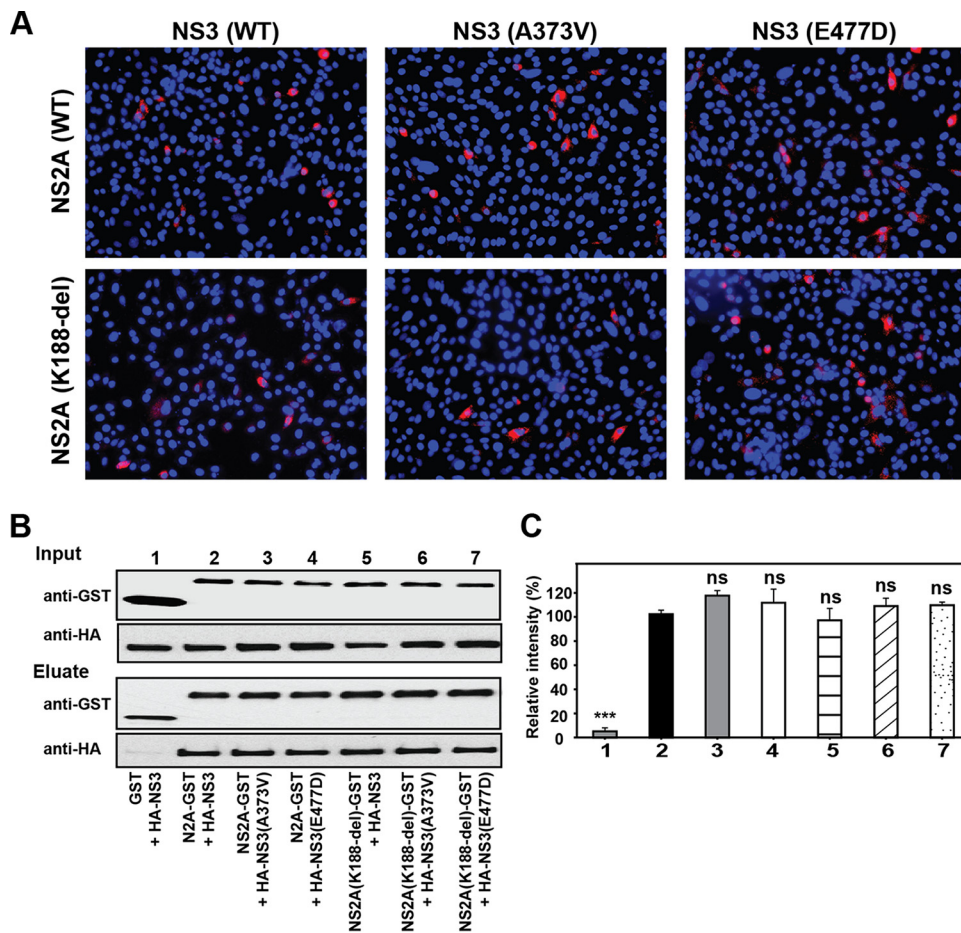 A
NS3 (WT)
NS3 (A373V)
NS3 (E477D)
NS2A (WT)
NS2A (K188-del)
B
Input
1 2 3 4 5 6 7
anti-GST
anti-HA
Eluate
anti-GST
anti-HA
GST
+ HA-NS3
N2A-GST
+ HA-NS3
NS2A-GST
+ HA-NS3(A373V)
N2A-GST
+ HA-NS3(E477D)
NS2A(K188-del)-GST
+ HA-NS3
NS2A(K188-del)-GST
+ HA-NS3(A373V)
NS2A(K188-del)-GST
+ HA-NS3(E477D)
C
Relative intensity (%)
120
100
80
60
40
20
0
***
ns
ns
ns
ns
ns
1 2 3 4 5 6 7